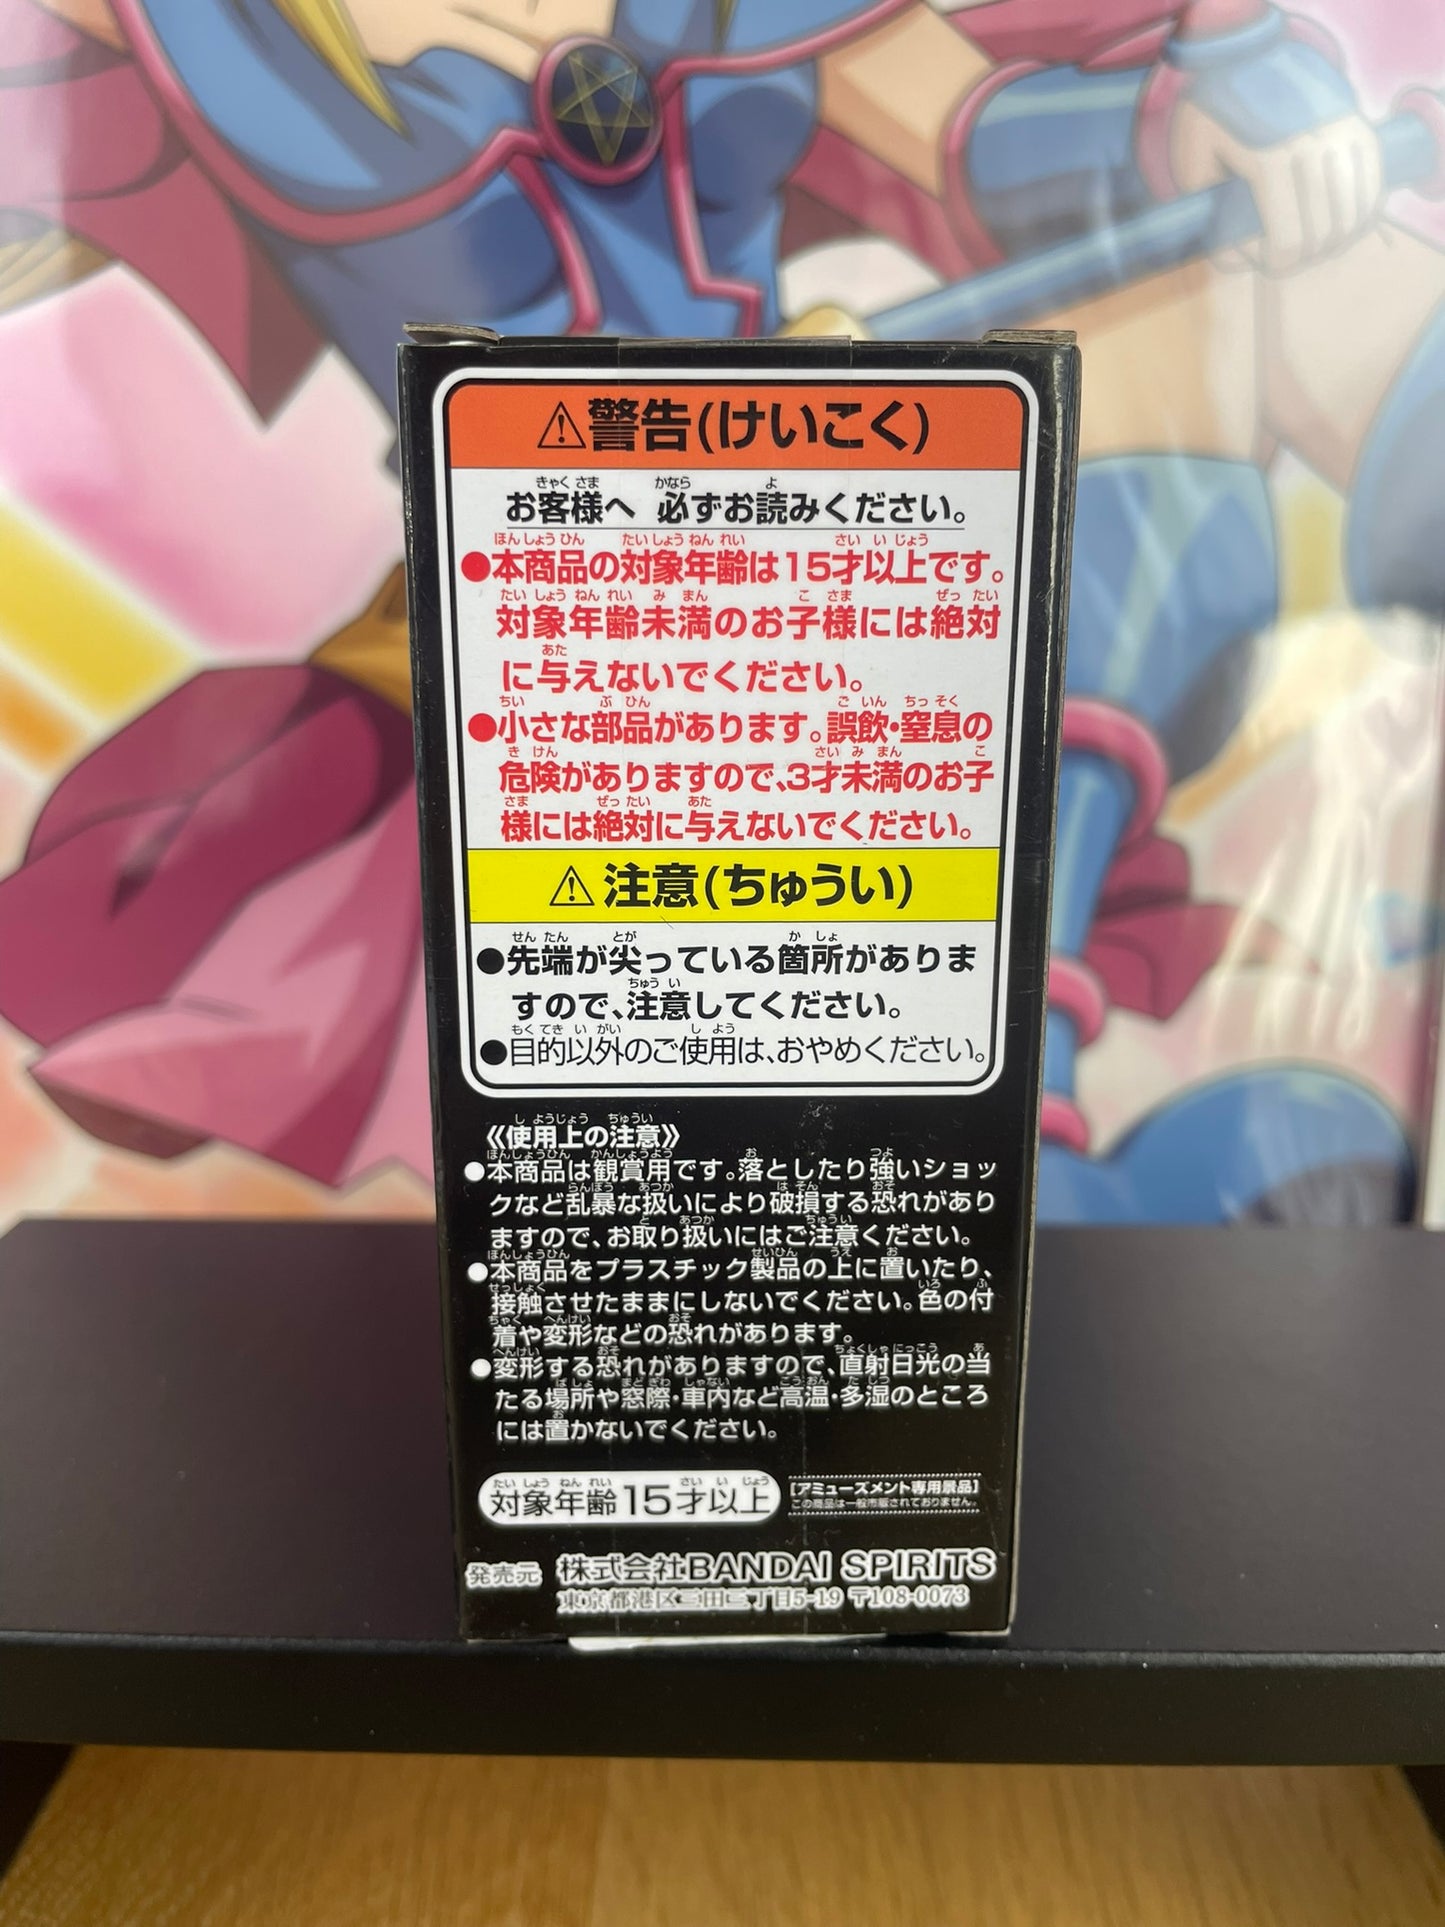 ⚠警告(けいこく)
お客様へ 必ずお読みください。
●本商品の対象年齢は15才以上です。
対象年齢未満のお子様には絶対
に与えないでください。
●小さな部品があります。誤飲・窒息の
危険がありますので、3才未満のお子
様には絶対に与えないでください。
⚠注意(ちゅうい)
●先端が尖っている箇所がありま
すので、注意してください。
●目的以外のご使用は、おやめください。
《使用上の注意》
●本商品は観賞用です。落としたり強いショッ
クなど乱暴な扱いにより破損する恐れがあり
ますので、お取り扱いにはご注意ください。
●本商品をプラスチック製品の上に置いたり、
接触させたままにしないでください。色の付
着や変形などの恐れがあります。
●変形する恐れがありますので、直射日光の当
たる場所や窓際・車内など高温・多湿のところ
には置かないでください。
対象年齢15才以上
[アミューズメント専用景品]
この商品は一般市販されておりません。
発売元 株式会社BANDAI SPIRITS
東京都港区三田三丁目5-19 〒108-0073